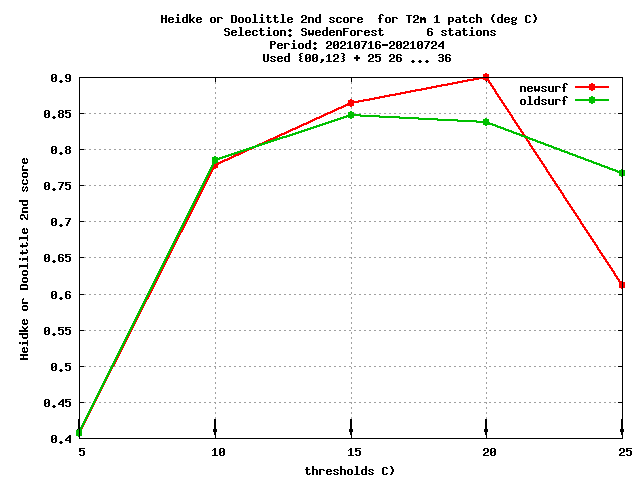 Heidke or Doolittle 2nd score  for T2m 1 patch (deg C)
Selection: SwedenForest      6 stations
Period: 20210716-20210724
Used {00,12} + 25 26 ... 36
newsurf
oldsurf
Heidke or Doolittle 2nd score
0.9
0.85
0.8
0.75
0.7
0.65
0.6
0.55
0.5
0.45
0.4
5 10 15 20 25
thresholds C)